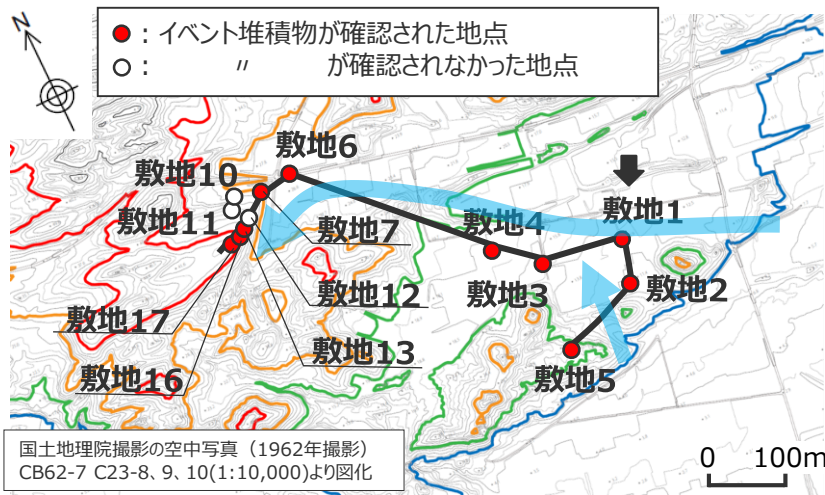 N
● : イベント堆積物が確認された地点
○ : 〃 が確認されなかった地点
敷地6
敷地10
敷地11
敷地7
敷地4
敷地1
敷地3
敷地2
敷地12
敷地17
敷地13
敷地16
敷地5
国土地理院撮影の空中写真（1962年撮影）
CB62-7 C23-8、9、10(1:10,000)より図化
0 100m